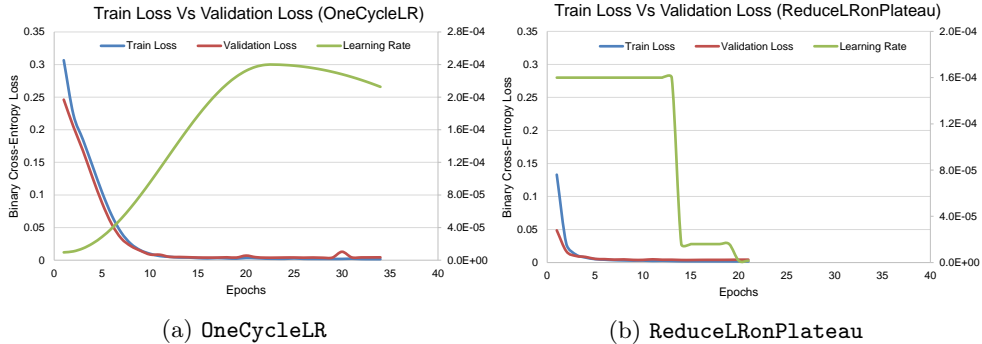 Train Loss Vs Validation Loss (OneCycleLR)
Train Loss Validation Loss Learning Rate
Binary Cross-Entropy Loss
0.35
0.3
0.25
0.2
0.15
0.1
0.05
0
2.8E-04
2.4E-04
2.0E-04
1.6E-04
1.2E-04
8.0E-05
4.0E-05
0.0E+00
0 5 10 15 20 25 30 35 40
Epochs
(a) OneCycleLR
Train Loss Vs Validation Loss (ReduceLRonPlateau)
Train Loss Validation Loss Learning Rate
Binary Cross-Entropy Loss
0.35
0.3
0.25
0.2
0.15
0.1
0.05
0
2.0E-04
1.6E-04
1.2E-04
8.0E-05
4.0E-05
0.0E+00
0 5 10 15 20 25 30 35 40
Epochs
(b) ReduceLRonPlateau